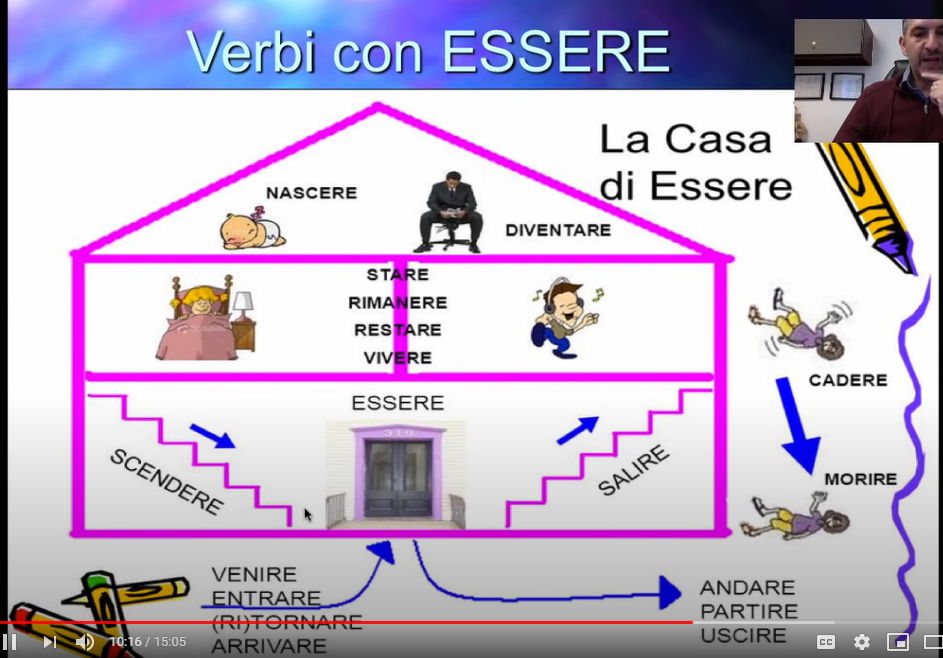 Verbi con ESSERE
La Casa
di Essere
NASCERE
DIVENTARE
STARE
RIMANERE
RESTARE
VIVERE
CADERE
ESSERE
SCENDERE
SALIRE
MORIRE
VENIRE
ENTRARE
(RI)TORNARE
ARRIVARE
ANDARE
PARTIRE
USCIRE
10:16 / 15:05
CC